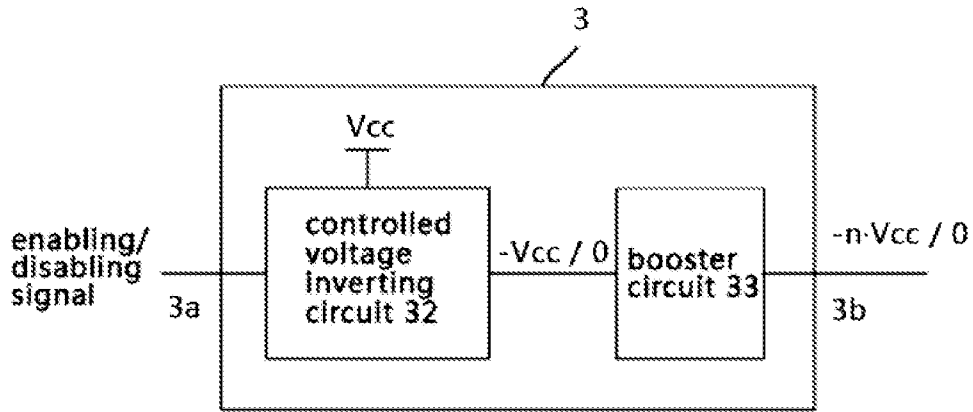 3
Vcc
enabling/
disabling
signal
3a
controlled
voltage
inverting
circuit 32
-Vcc / 0
booster
circuit 33
-n·Vcc / 0
3b